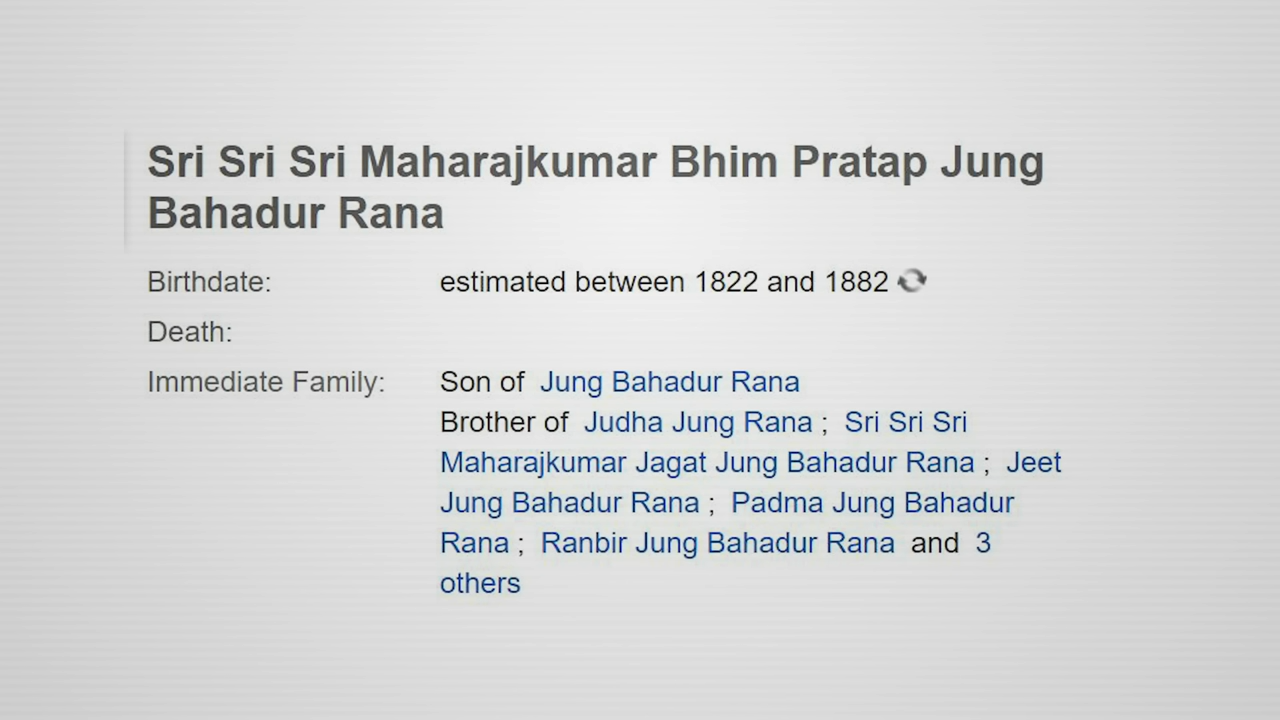 Sri Sri Sri Maharajkumar Bhim Pratap Jung
Bahadur Rana
Birthdate: estimated between 1822 and 1882
Death:
Immediate Family: Son of Jung Bahadur Rana
Brother of Judha Jung Rana ; Sri Sri Sri
Maharajkumar Jagat Jung Bahadur Rana ; Jeet
Jung Bahadur Rana ; Padma Jung Bahadur
Rana ; Ranbir Jung Bahadur Rana and 3
others